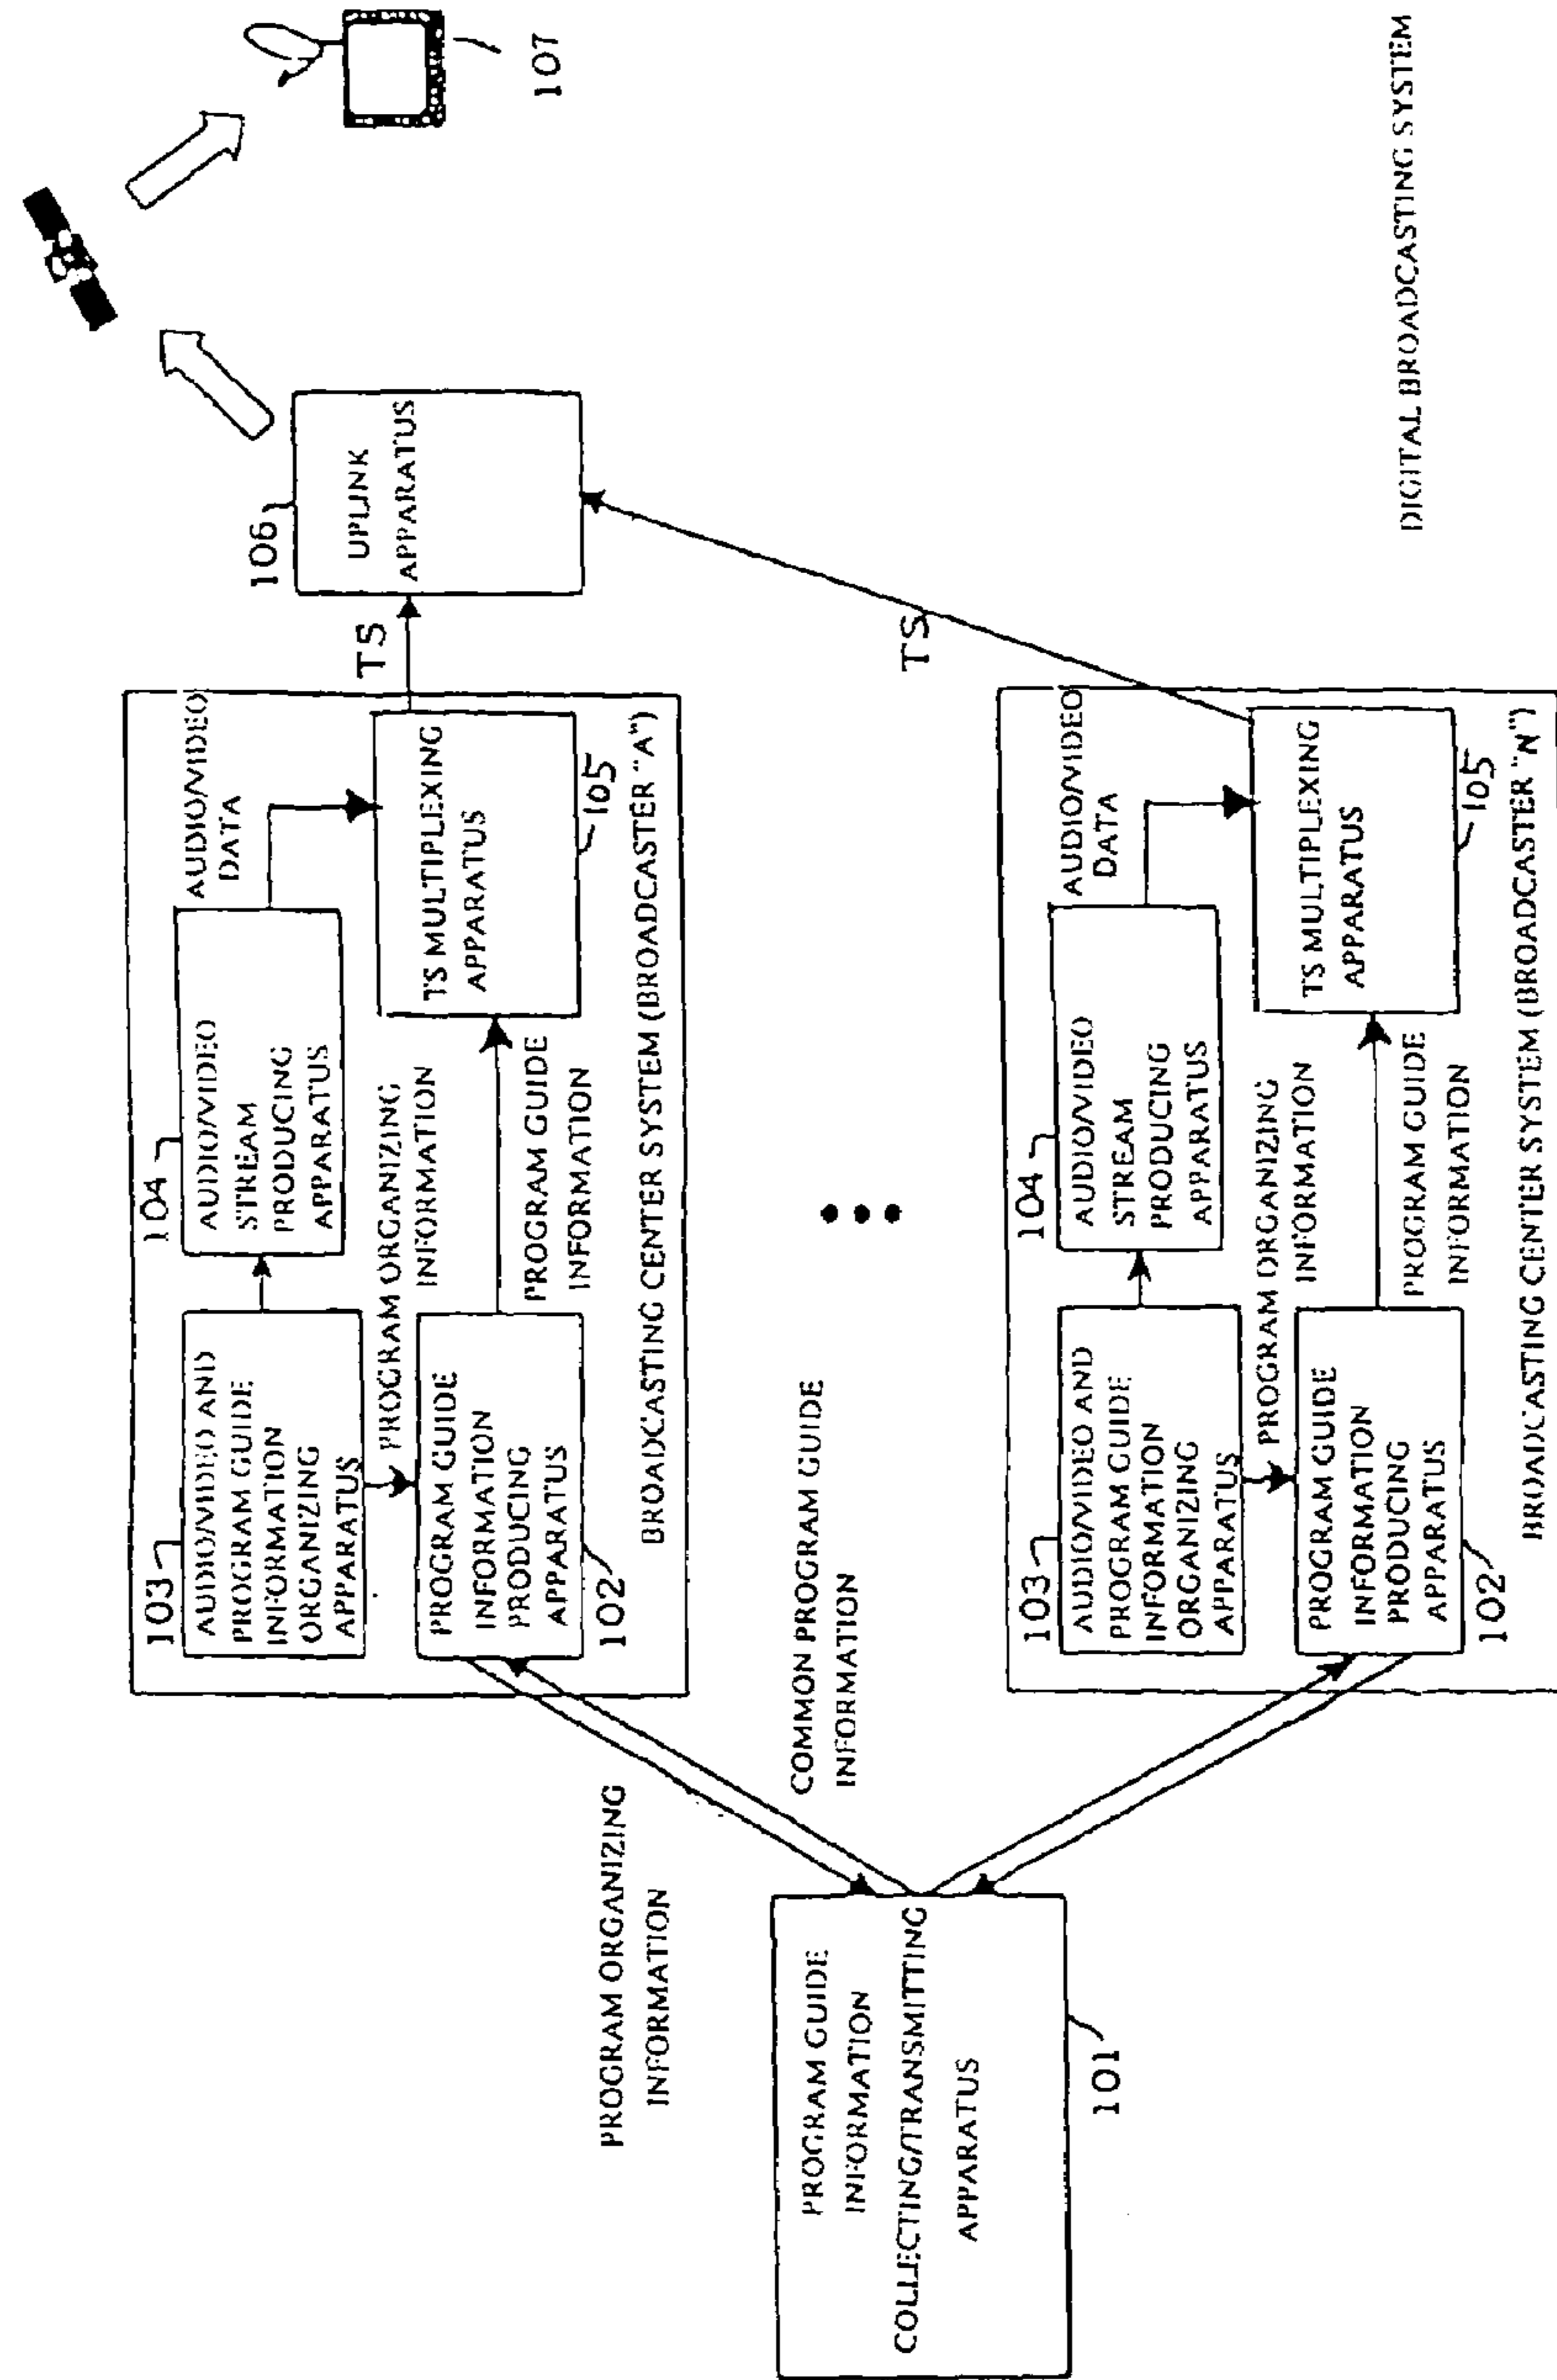 107
106
UPLINK
APPARATUS
TS
TS
104
AUDIO/VIDEO
STREAM
PRODUCING
APPARATUS
AUDIO/VIDEO
DATA
TS MULTIPLEXING
APPARATUS
105
103
AUDIO/VIDEO AND
PROGRAM GUIDE
INFORMATION
ORGANIZING
APPARATUS
PROGRAM ORGANIZING
INFORMATION
PROGRAM GUIDE
INFORMATION
PRODUCING
APPARATUS
102
PROGRAM GUIDE
INFORMATION
BROADCASTING CENTER SYSTEM (BROADCASTER "A")
PROGRAM ORGANIZING
INFORMATION
COMMON PROGRAM GUIDE
INFORMATION
PROGRAM GUIDE
INFORMATION
COLLECTING/TRANSMITTING
APPARATUS
101
104
AUDIO/VIDEO
STREAM
PRODUCING
APPARATUS
AUDIO/VIDEO
DATA
TS MULTIPLEXING
APPARATUS
105
103
AUDIO/VIDEO AND
PROGRAM GUIDE
INFORMATION
ORGANIZING
APPARATUS
PROGRAM ORGANIZING
INFORMATION
PROGRAM GUIDE
INFORMATION
PRODUCING
APPARATUS
102
PROGRAM GUIDE
INFORMATION
BROADCASTING CENTER SYSTEM (BROADCASTER "N")
DIGITAL BROADCASTING SYSTEM